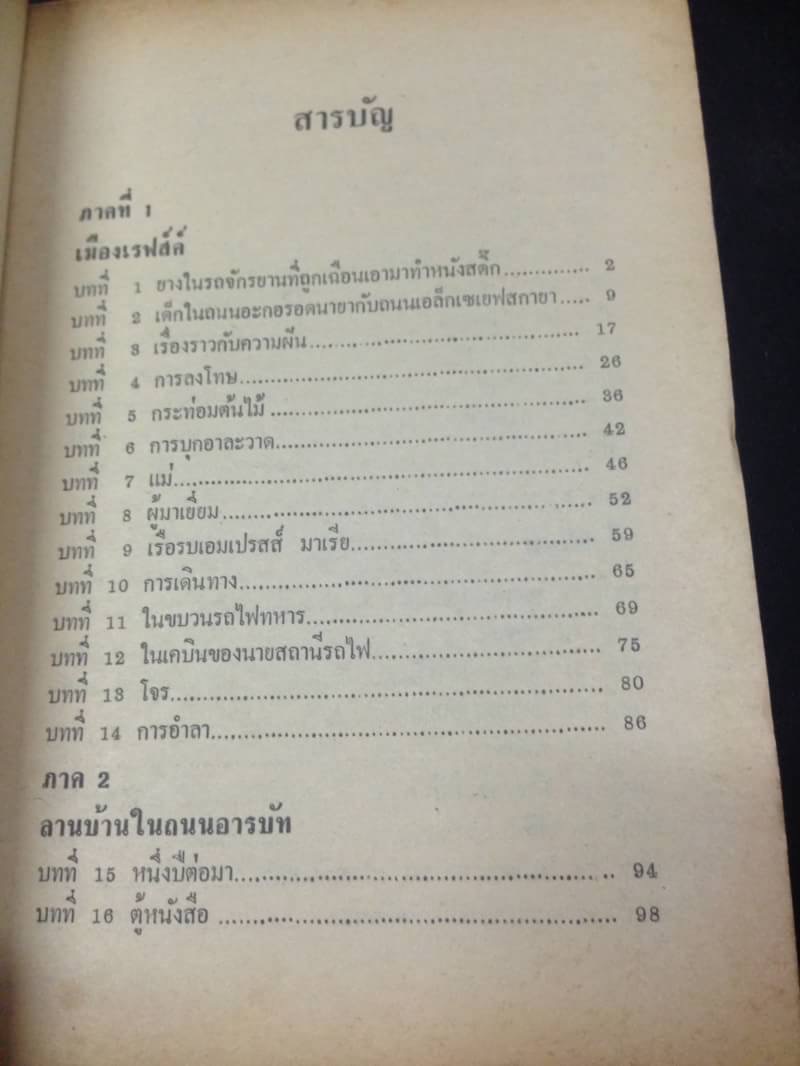 สารบัญ
ภาคที่ 1
เมืองเรฟส์ค์
บทที่ 1 ยางในรถจักรยานที่ถูกเฉือนเอามาทำหนังสติ๊ก 2
บทที่ 2 เด็กในถนนอะกอรอดนายากับถนนเอล็กเซเยฟสกายา 9
บทที่ 3 เรื่องราวกับความฝัน 17
บทที่ 4 การลงโทษ 26
บทที่ 5 กระท่อมต้นไม้ 36
บทที่ 6 การบุกอาละวาด 42
บทที่ 7 แม่ 46
บทที่ 8 ผู้มาเยี่ยม 52
บทที่ 9 เรือรบเอมเปรสส์ มาเรีย 59
บทที่ 10 การเดินทาง 65
บทที่ 11 ในขบวนรถไฟทหาร 69
บทที่ 12 ในเคบินของนายสถานีรถไฟ 75
บทที่ 13 โจร 80
บทที่ 14 การอำลา 86
ภาค 2
ลานบ้านในถนนอารบัท
บทที่ 15 หนึ่งปีต่อมา 94
บทที่ 16 ตู้หนังสือ 98